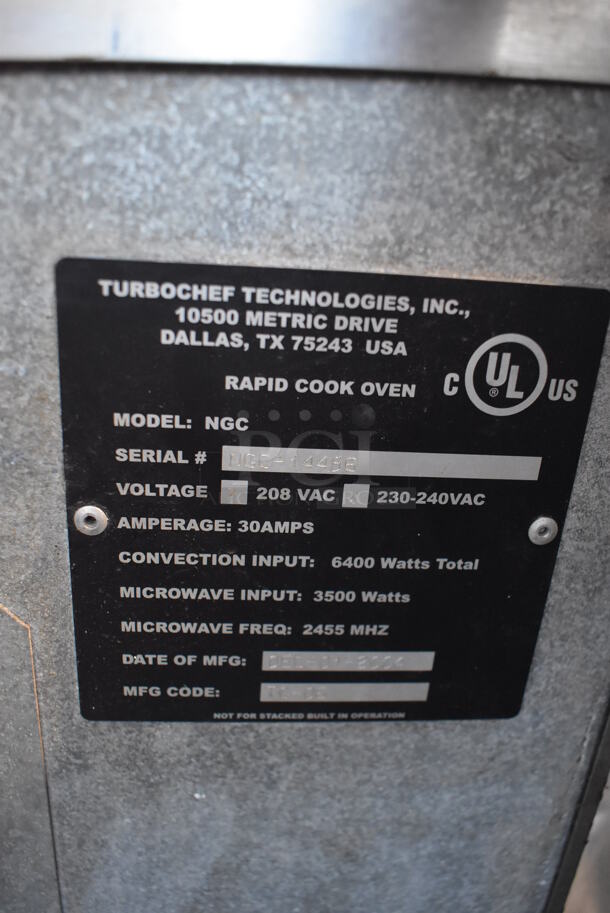 TURBOCHEF TECHNOLOGIES, INC.,
10500 METRIC DRIVE
DALLAS, TX 75243 USA
RAPID COOK OVEN
C UL ® US
MODEL: NGC
SERIAL #
VOLTAGE 208 VAC 230-240VAC
AMPERAGE: 30AMPS
CONVECTION INPUT: 6400 Watts Total
MICROWAVE INPUT: 3500 Watts
MICROWAVE FREQ: 2455 MHZ
DATE OF MFG:
MFG CODE:
NOT FOR STACKED BUILT IN OPERATION